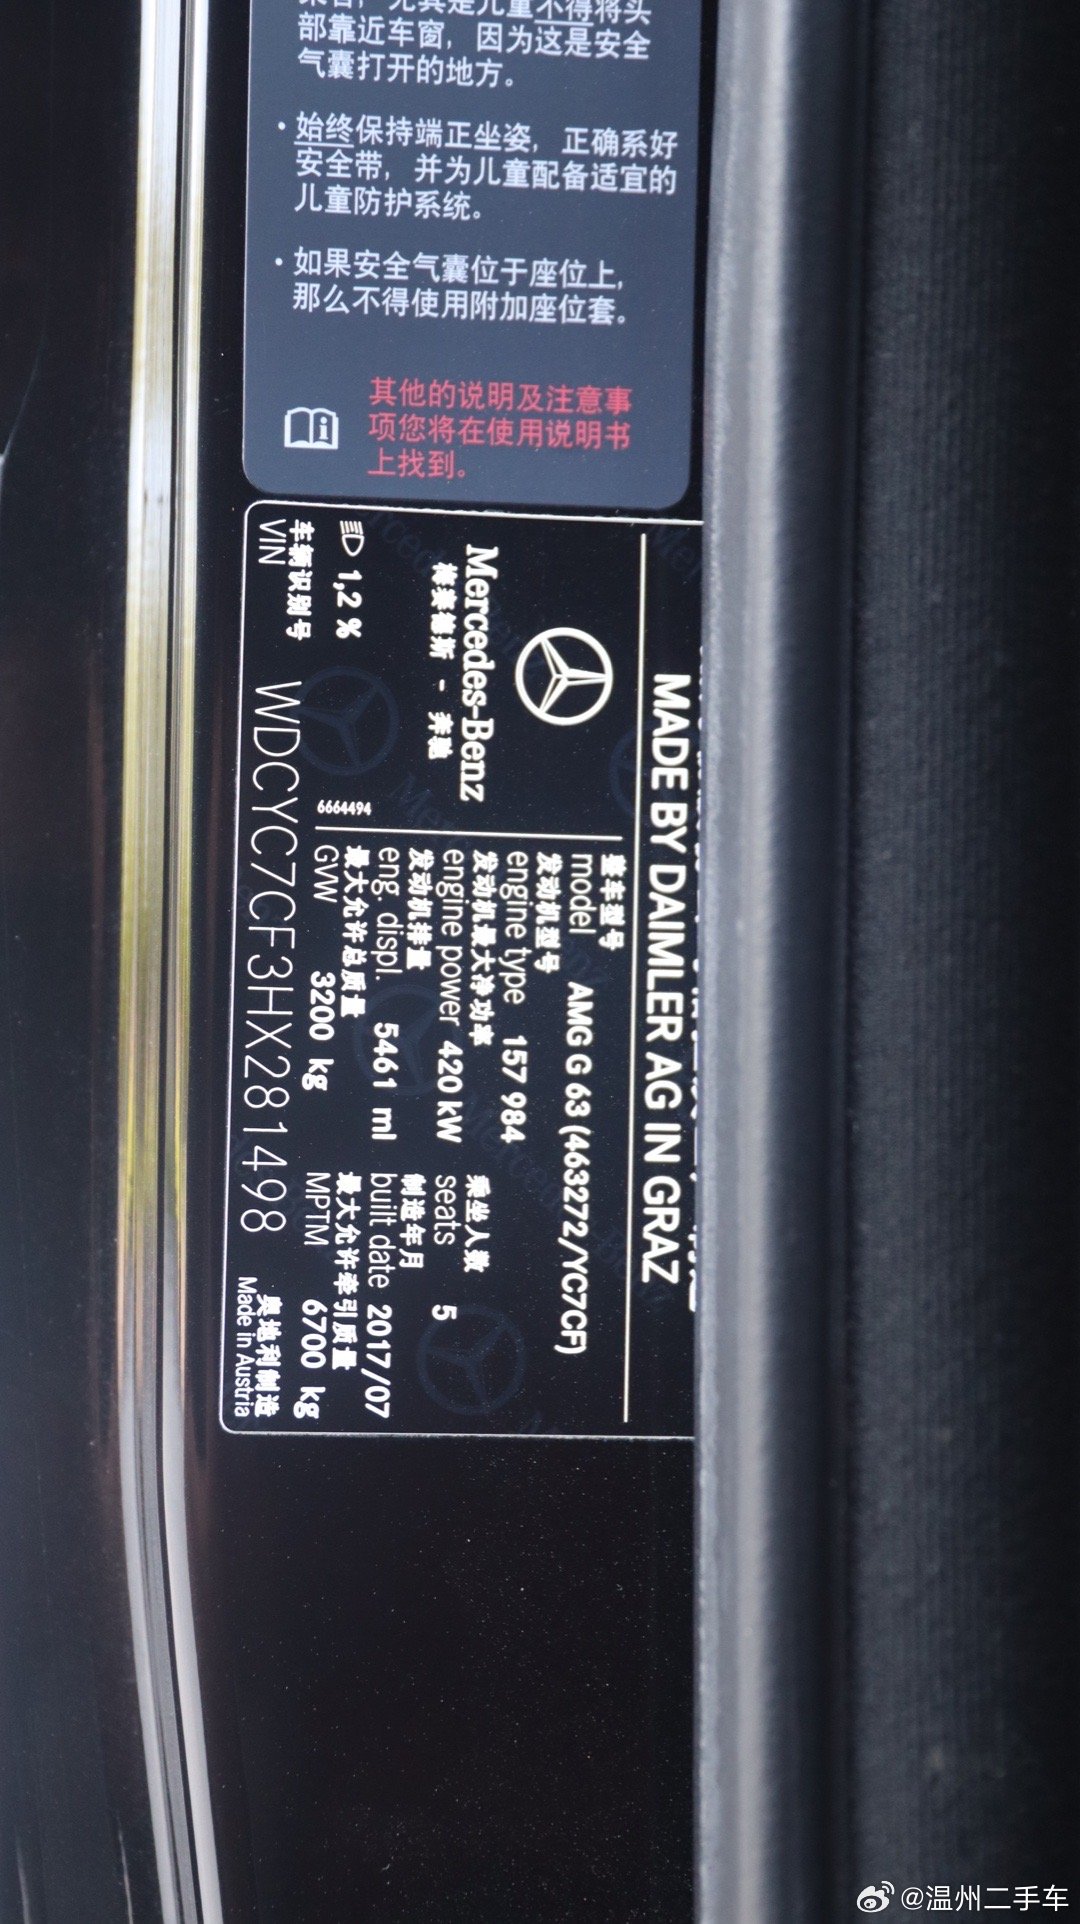 部靠近车窗，因为这是安全
气囊打开的地方。
• 始终保持端正坐姿，正确系好
安全带，并为儿童配备适宜的
儿童防护系统。
• 如果安全气囊位于座位上，
那么不得使用附加座位套。
其他的说明及注意事
项您将在使用说明书
上找到。
MADE BY DAIMLER AG IN GRAZ
Mercedes-Benz
梅赛德斯 - 奔驰
1,2 %
6664494
整车型号
model AMG G 63 (463272/YC7CF)
发动机型号
engine type 157 984
发动机最大净功率
engine power 420 kW
乘坐人数
seats 5
发动机排量
eng. displ. 5461 ml
制造年月
built date 2017/07
最大允许总质量
GVW 3200 kg
最大允许牵引质量
MPTM 6700 kg
车辆识别号
VIN WDCYC7CF3HX281498
奥地利制造
Made in Austria
@温州二手车